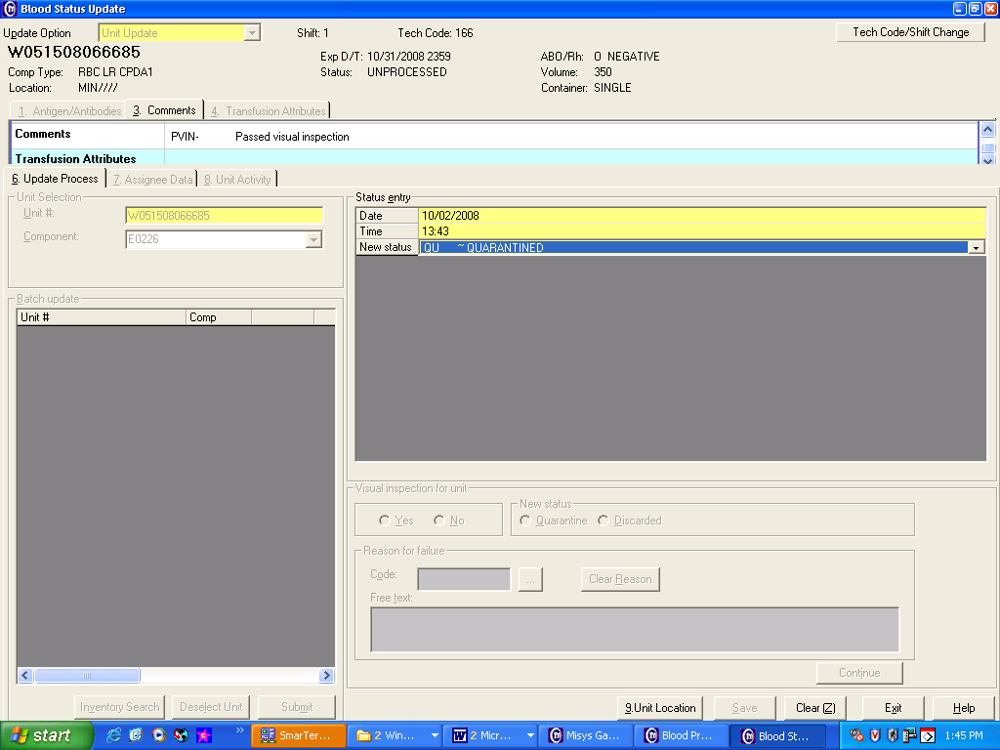 Blood Status Update
Update Option Unit Update Shift: 1 Tech Code: 166 Tech Code/Shift Change
W051508066685 Exp D/T: 10/31/2008 2359 ABO/Rh: O NEGATIVE
Comp Type: RBC LR CPDA1 Status: UNPROCESSED Volume: 350
Location: MIN//// Container: SINGLE
1. Antigen/Antibodies 3. Comments 4. Transfusion Attributes
Comments PVIN- Passed visual inspection
Transfusion Attributes
6. Update Process 7. Assignee Data 8. Unit Activity
Unit Selection Status entry
Unit #: W051508066685 Date 10/02/2008
Time 13:43
Component: E0226 New status QU ~ QUARANTINED
Batch update
Unit # Comp
Visual inspection for unit
Yes No New status Quarantine Discarded
Reason for failure
Code: ... Clear Reason
Free text:
Continue
Inventory Search Deselect Unit Submit 9.Unit Location Save Clear (Z) Exit Help
start SmarTer... 2 Win... 2 Micr... Misys Ga... Blood Pr... Blood St... 1:45 PM